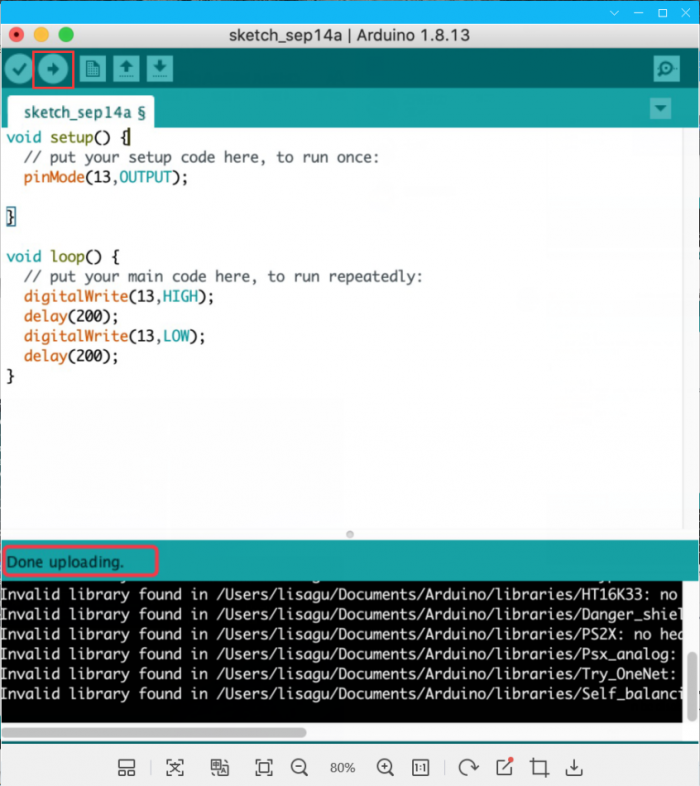 sketch_sep14a | Arduino 1.8.13
sketch_sep14a §
void setup() {
// put your setup code here, to run once:
pinMode(13,OUTPUT);
}
void loop() {
// put your main code here, to run repeatedly:
digitalWrite(13,HIGH);
delay(200);
digitalWrite(13,LOW);
delay(200);
}
Done uploading.
Invalid library found in /Users/lisagu/Documents/Arduino/libraries/HT16K33: no
Invalid library found in /Users/lisagu/Documents/Arduino/libraries/Danger_shiel
Invalid library found in /Users/lisagu/Documents/Arduino/libraries/PS2X: no hea
Invalid library found in /Users/lisagu/Documents/Arduino/libraries/Psx_analog:
Invalid library found in /Users/lisagu/Documents/Arduino/libraries/Try_OneNet:
Invalid library found in /Users/lisagu/Documents/Arduino/libraries/Self_balanci
80%
1:1